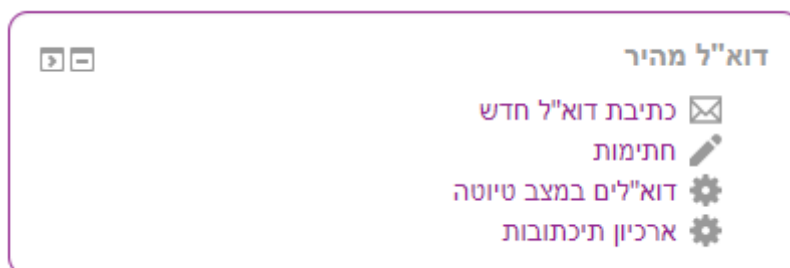 דוא"ל מהיר
כתיבת דוא"ל חדש
חתימות
דוא"לים במצב טיוטה
ארכיון תיכתובות